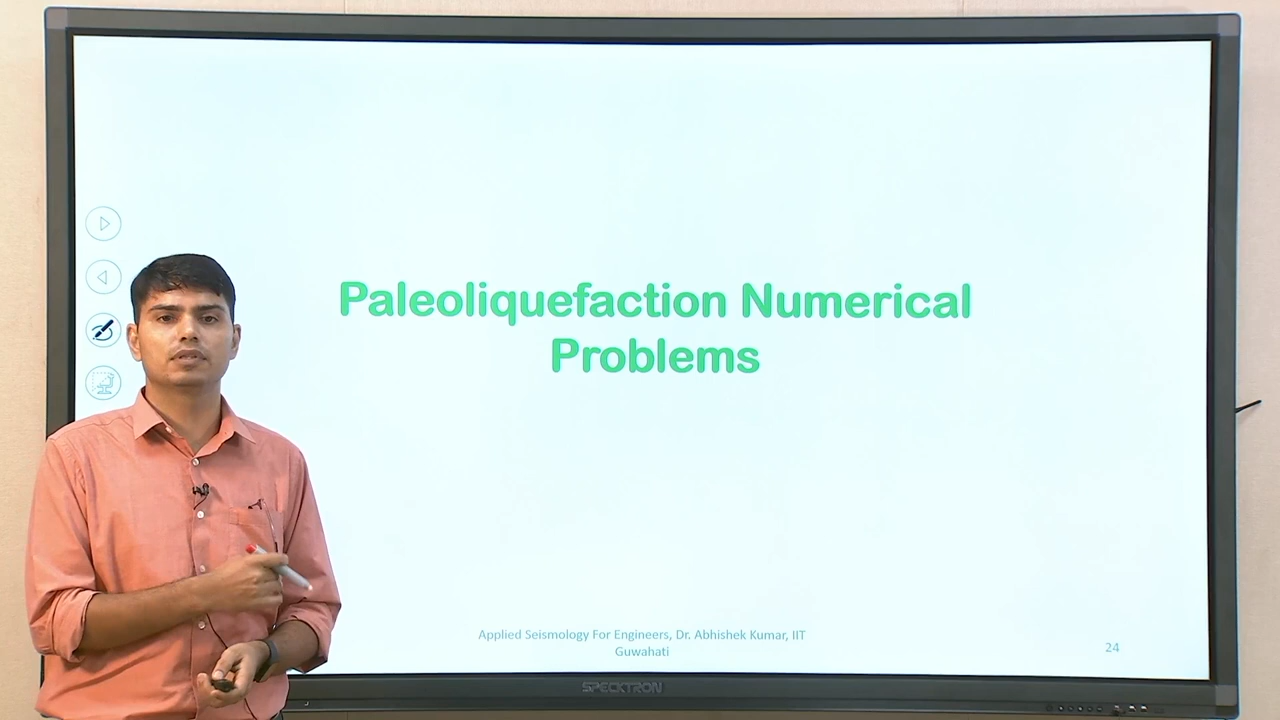 Paleoliquefaction Numerical
Problems
Applied Seismology For Engineers, Dr. Abhishek Kumar, IIT
Guwahati
24
SPECKTRON